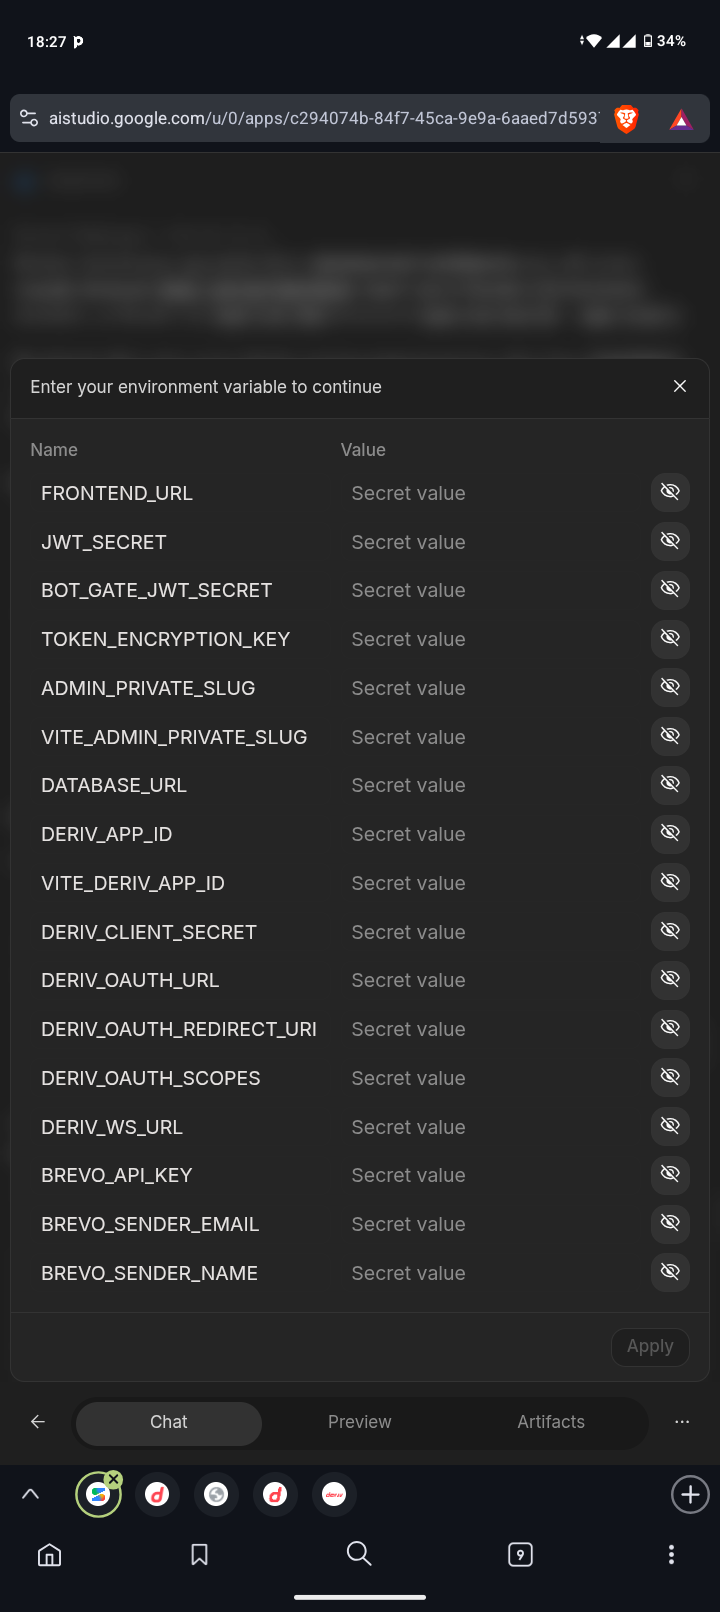 18:27
34%
aistudio.google.com/u/0/apps/c294074b-84f7-45ca-9e9a-6aaed7d593
Enter your environment variable to continue
Name Value
FRONTEND_URL Secret value
JWT_SECRET Secret value
BOT_GATE_JWT_SECRET Secret value
TOKEN_ENCRYPTION_KEY Secret value
ADMIN_PRIVATE_SLUG Secret value
VITE_ADMIN_PRIVATE_SLUG Secret value
DATABASE_URL Secret value
DERIV_APP_ID Secret value
VITE_DERIV_APP_ID Secret value
DERIV_CLIENT_SECRET Secret value
DERIV_OAUTH_URL Secret value
DERIV_OAUTH_REDIRECT_URI Secret value
DERIV_OAUTH_SCOPES Secret value
DERIV_WS_URL Secret value
BREVO_API_KEY Secret value
BREVO_SENDER_EMAIL Secret value
BREVO_SENDER_NAME Secret value
Apply
Chat Preview Artifacts
deriv
9